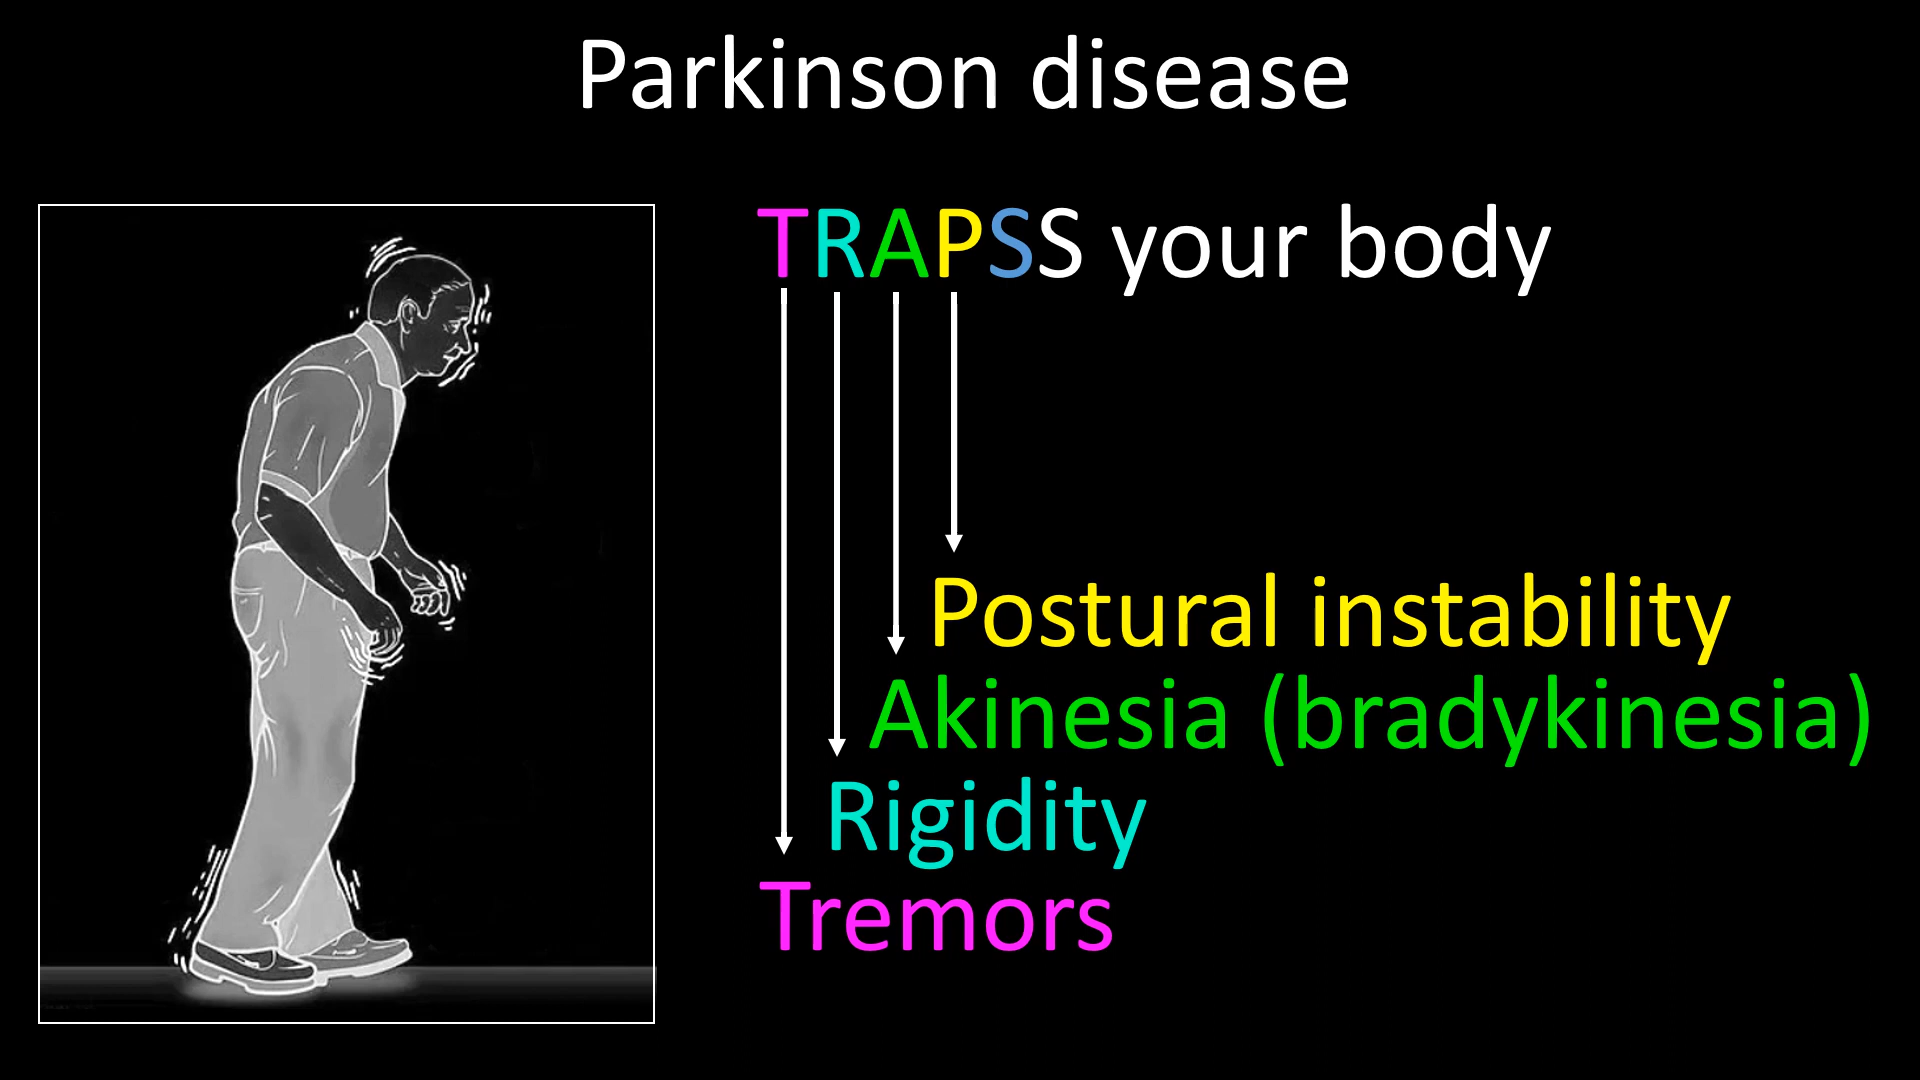 Parkinson disease
TRAPSS your body
Postural instability
Akinesia (bradykinesia)
Rigidity
Tremors